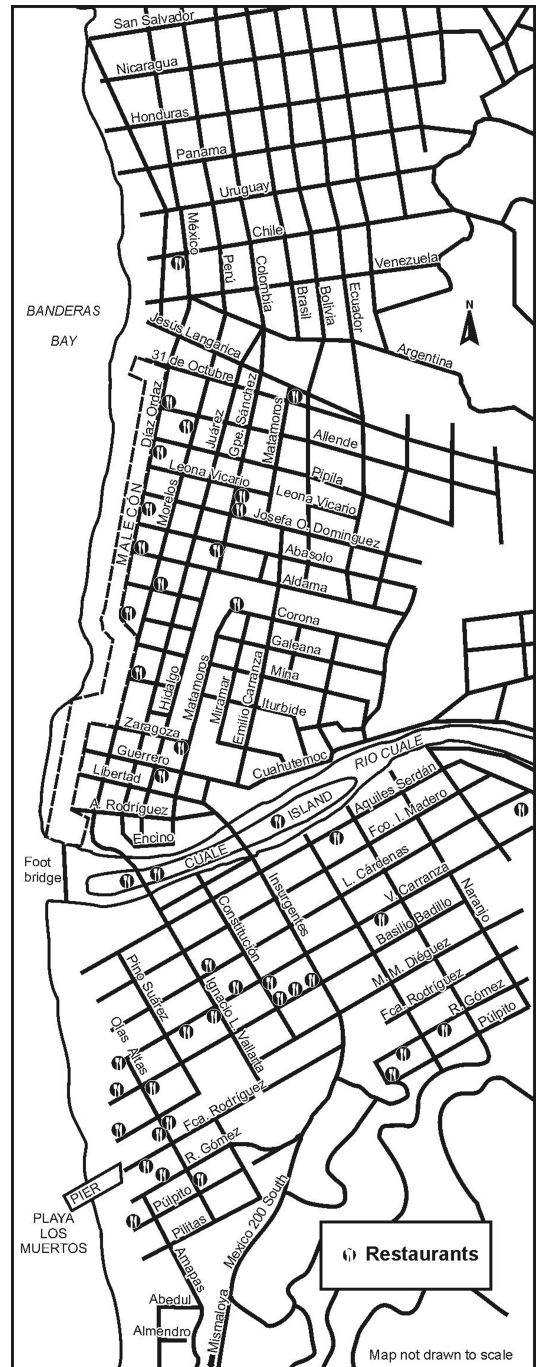 San Salvador
Nicaragua
Honduras
Panama
Uruguay
México
Chile
Perú
Colombia
Venezuela
Brasil
Bolivia
Ecuador
BANDERAS
BAY
N
Jesús Langarica
Argentina
31 de Octubre
Díaz Ordaz
Juárez
Gpe. Sánchez
Matamoros
Allende
Pipila
Leona Vicario
Leona Vicario
MALECÓN
Morelos
Josefa O. Dominguez
Abasolo
Aldama
Corona
Galeana
Hidalgo
Matamoros
Miramar
Emilio Carranza
Mina
Iturbide
Zaragoza
Guerrero
Libertad
Cuahutemoc
RIO CUALE
A. Rodríguez
Encino
ISLAND
CUALE
Aquiles Serdán
Fco. I. Madero
Foot
bridge
L. Cárdenas
V. Carranza
Insurgentes
Constitución
Basilio Badillo
Naranjo
M. M. Diéguez
Pino Suárez
Ignacio L. Vallarta
Fca. Rodríguez
R. Gómez
Púlpito
Olas Altas
Fca. Rodríguez
R. Gómez
PIER
Púlpito
Pilitas
PLAYA
LOS
MUERTOS
Amapas
Mexico 200 South
Restaurants
Abedul
Almendro
Mismaloya
Map not drawn to scale